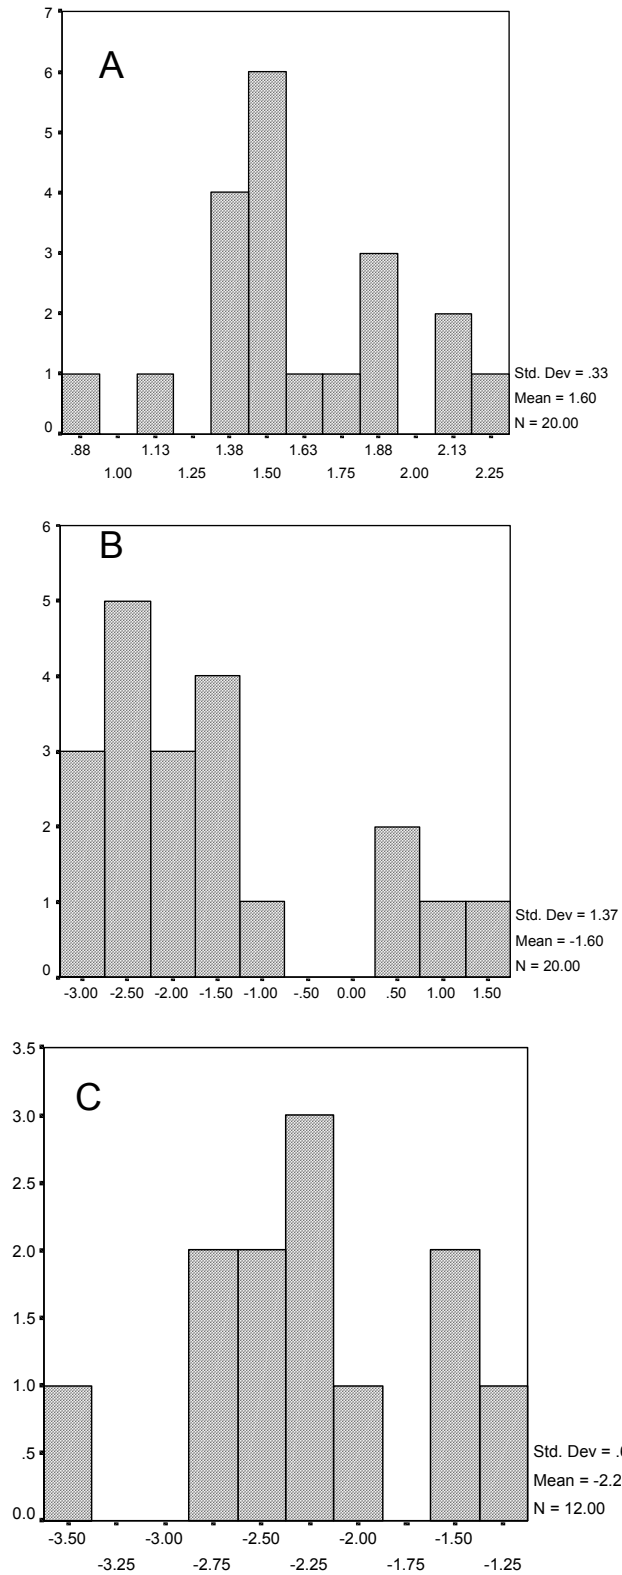 7
A
6
5
4
3
2
1
0
Std. Dev = .33
Mean = 1.60
N = 20.00
.88 1.13 1.38 1.63 1.88 2.13
1.00 1.25 1.50 1.75 2.00 2.25
6
B
5
4
3
2
1
0
Std. Dev = 1.37
Mean = -1.60
N = 20.00
-3.00 -2.50 -2.00 -1.50 -1.00 -.50 0.00 .50 1.00 1.50
3.5
C
3.0
2.5
2.0
1.5
1.0
.5
0.0
Std. Dev =
Mean = -2.2
N = 12.00
-3.50 -3.00 -2.50 -2.00 -1.50
-3.25 -2.75 -2.25 -1.75 -1.25